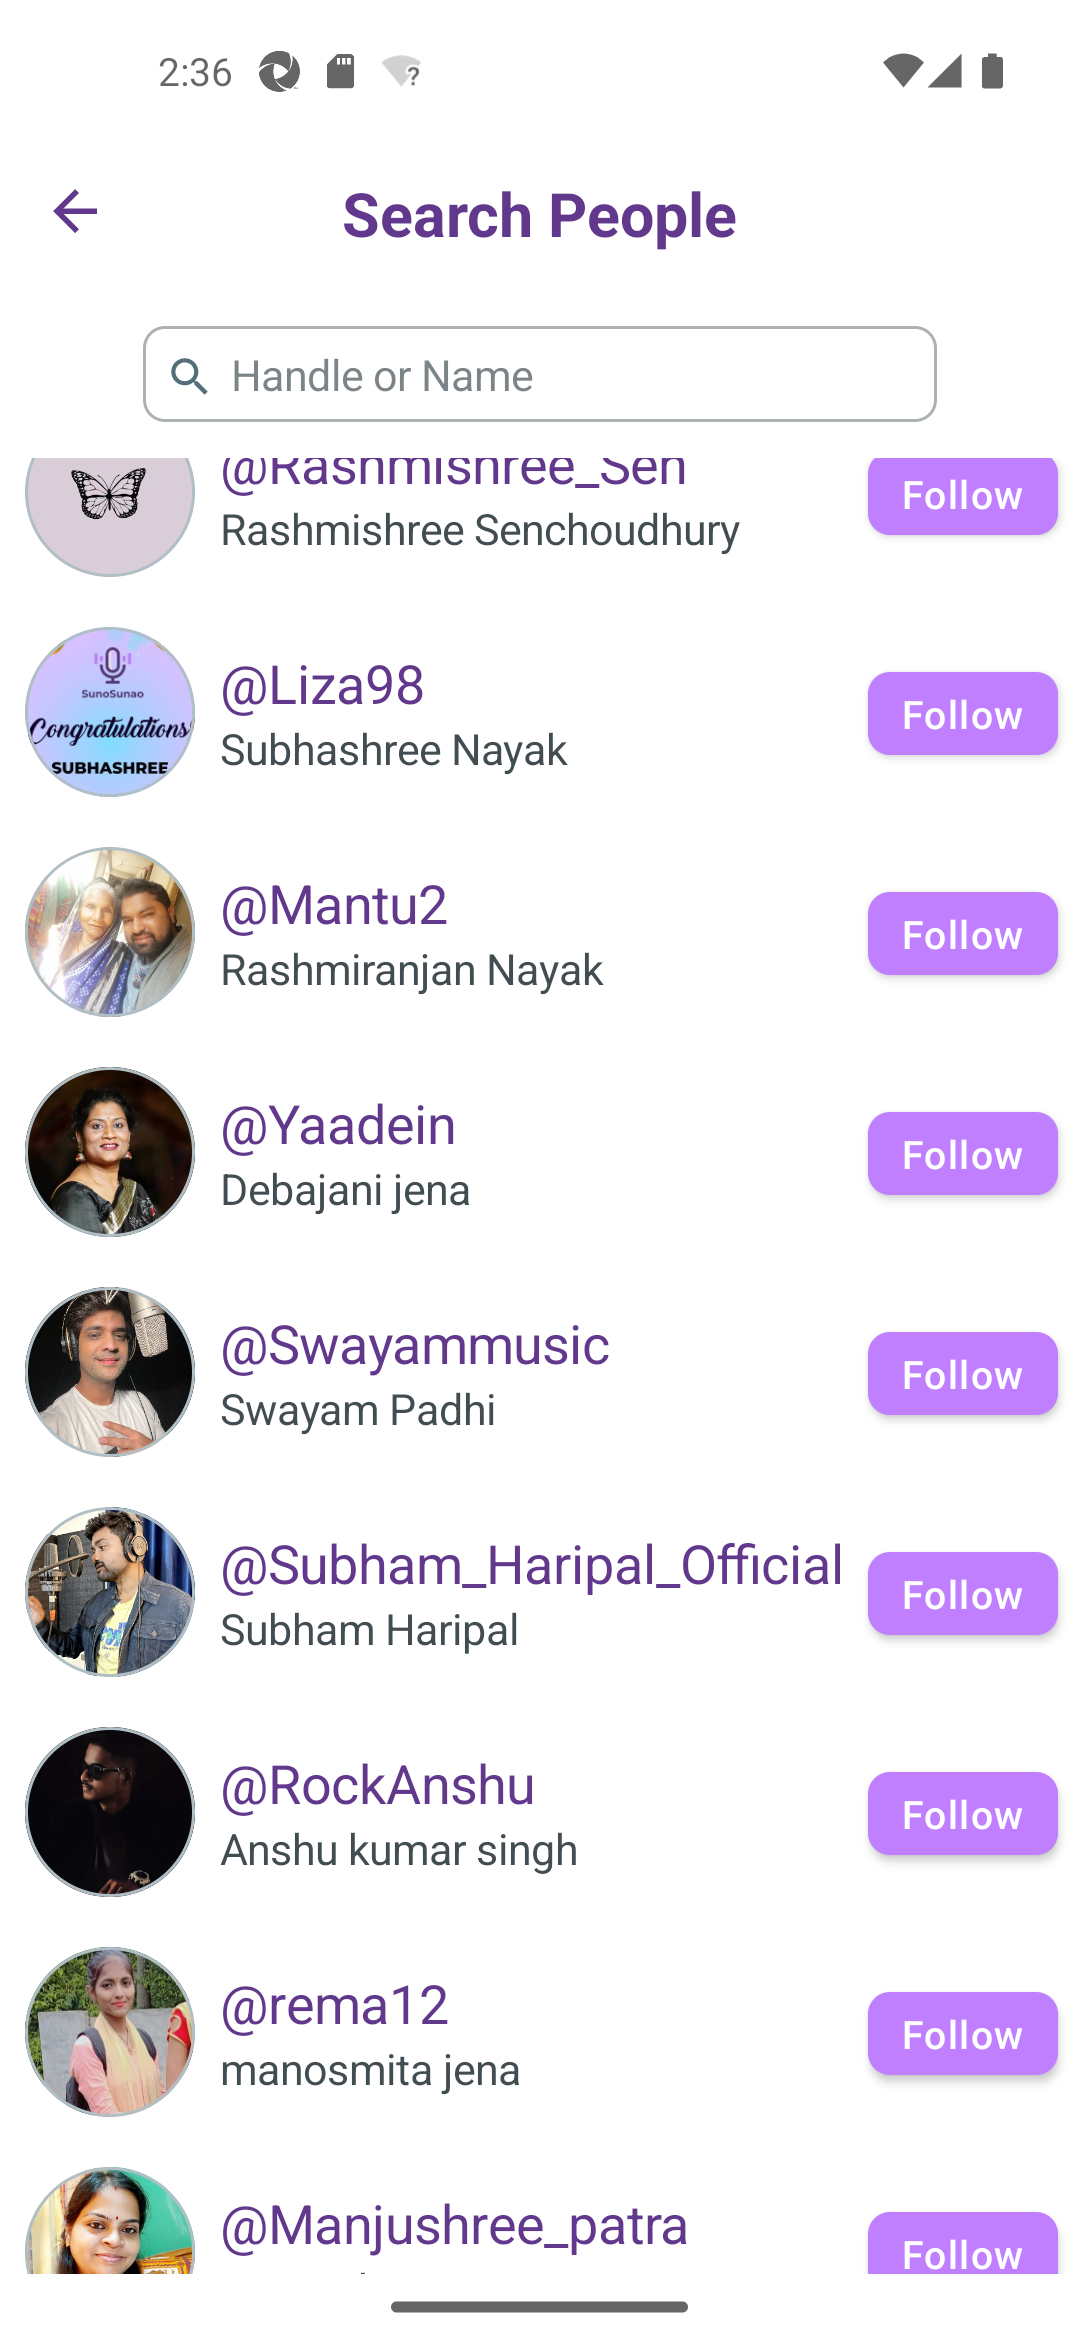 2:36
Search People
Handle or Name
@Rashmishree_Sen
Follow
Rashmishree Senchoudhury
SunoSunao
Congratulations
SUBHASHREE
@Liza98
Follow
Subhashree Nayak
@Mantu2
Follow
Rashmiranjan Nayak
@Yaadein
Follow
Debajani jena
@Swayammusic
Follow
Swayam Padhi
@Subham_Haripal_Official
Follow
Subham Haripal
@RockAnshu
Follow
Anshu kumar singh
@rema12
Follow
manosmita jena
@Manjushree_patra
Follow